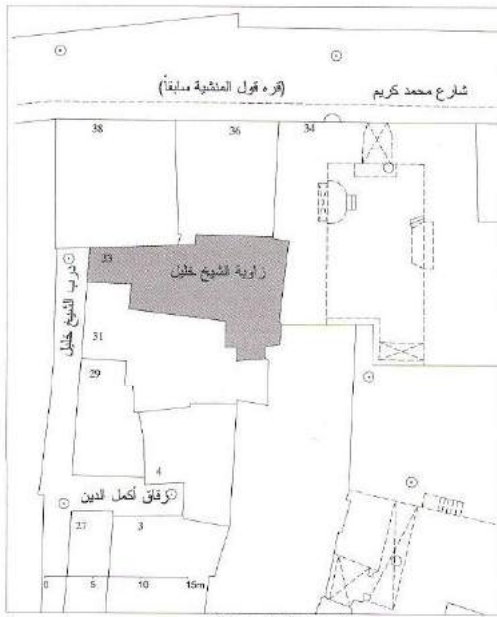 شارع محمد كريم
(قره قول المنشية سابقاً)
38
36
34
33
زاوية الشيخ خليل
درب الشيخ خليل
31
29
4
زقاق أكمل الدين
27
3
0 5 10 15m